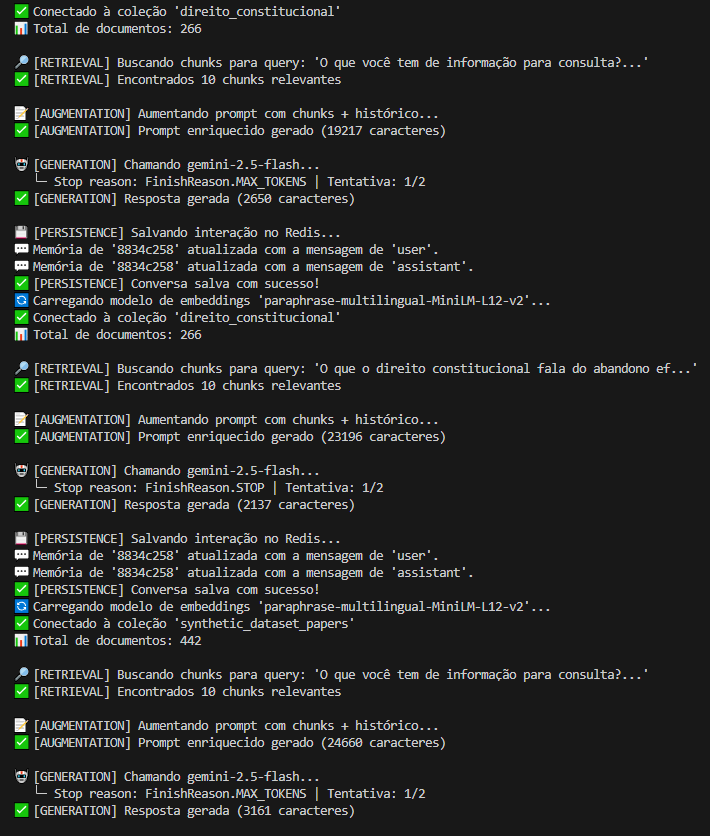 ✅ Conectado à coleção 'direito_constitucional'
📊 Total de documentos: 266
🔎 [RETRIEVAL] Buscando chunks para query: 'O que você tem de informação para consulta?...'
✅ [RETRIEVAL] Encontrados 10 chunks relevantes
📝 [AUGMENTATION] Aumentando prompt com chunks + histórico...
✅ [AUGMENTATION] Prompt enriquecido gerado (19217 caracteres)
🤖 [GENERATION] Chamando gemini-2.5-flash...
└─ Stop reason: FinishReason.MAX_TOKENS | Tentativa: 1/2
✅ [GENERATION] Resposta gerada (2650 caracteres)
💾 [PERSISTENCE] Salvando interação no Redis...
💬 Memória de '8834c258' atualizada com a mensagem de 'user'.
💬 Memória de '8834c258' atualizada com a mensagem de 'assistant'.
✅ [PERSISTENCE] Conversa salva com sucesso!
🔄 Carregando modelo de embeddings 'paraphrase-multilingual-MiniLM-L12-v2'...
✅ Conectado à coleção 'direito_constitucional'
📊 Total de documentos: 266
🔎 [RETRIEVAL] Buscando chunks para query: 'O que o direito constitucional fala do abandono ef...'
✅ [RETRIEVAL] Encontrados 10 chunks relevantes
📝 [AUGMENTATION] Aumentando prompt com chunks + histórico...
✅ [AUGMENTATION] Prompt enriquecido gerado (23196 caracteres)
🤖 [GENERATION] Chamando gemini-2.5-flash...
└─ Stop reason: FinishReason.STOP | Tentativa: 1/2
✅ [GENERATION] Resposta gerada (2137 caracteres)
💾 [PERSISTENCE] Salvando interação no Redis...
💬 Memória de '8834c258' atualizada com a mensagem de 'user'.
💬 Memória de '8834c258' atualizada com a mensagem de 'assistant'.
✅ [PERSISTENCE] Conversa salva com sucesso!
🔄 Carregando modelo de embeddings 'paraphrase-multilingual-MiniLM-L12-v2'...
✅ Conectado à coleção 'synthetic_dataset_papers'
📊 Total de documentos: 442
🔎 [RETRIEVAL] Buscando chunks para query: 'O que você tem de informação para consulta?...'
✅ [RETRIEVAL] Encontrados 10 chunks relevantes
📝 [AUGMENTATION] Aumentando prompt com chunks + histórico...
✅ [AUGMENTATION] Prompt enriquecido gerado (24660 caracteres)
🤖 [GENERATION] Chamando gemini-2.5-flash...
└─ Stop reason: FinishReason.MAX_TOKENS | Tentativa: 1/2
✅ [GENERATION] Resposta gerada (3161 caracteres)